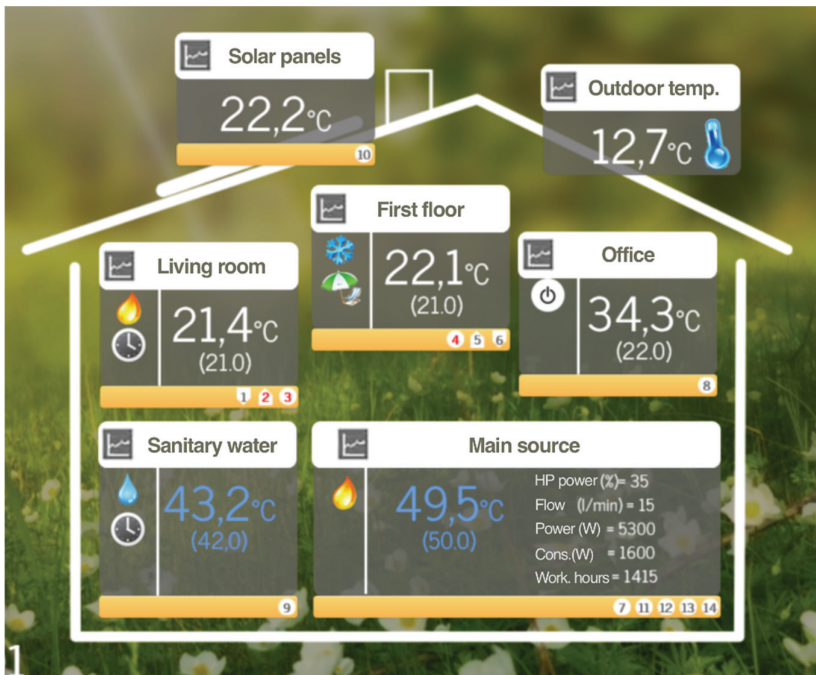 Solar panels
22,2°C
10
Outdoor temp.
12,7°C
First floor
22,1°C
(21.0)
4 5 6
Living room
21,4°C
(21.0)
1 2 3
Office
34,3°C
(22.0)
8
Sanitary water
43,2°C
(42,0)
9
Main source
49,5°C
(50.0)
HP power (%)= 35
Flow (l/min) = 15
Power (W) = 5300
Cons.(W) = 1600
Work. hours = 1415
7 11 12 13 14
1